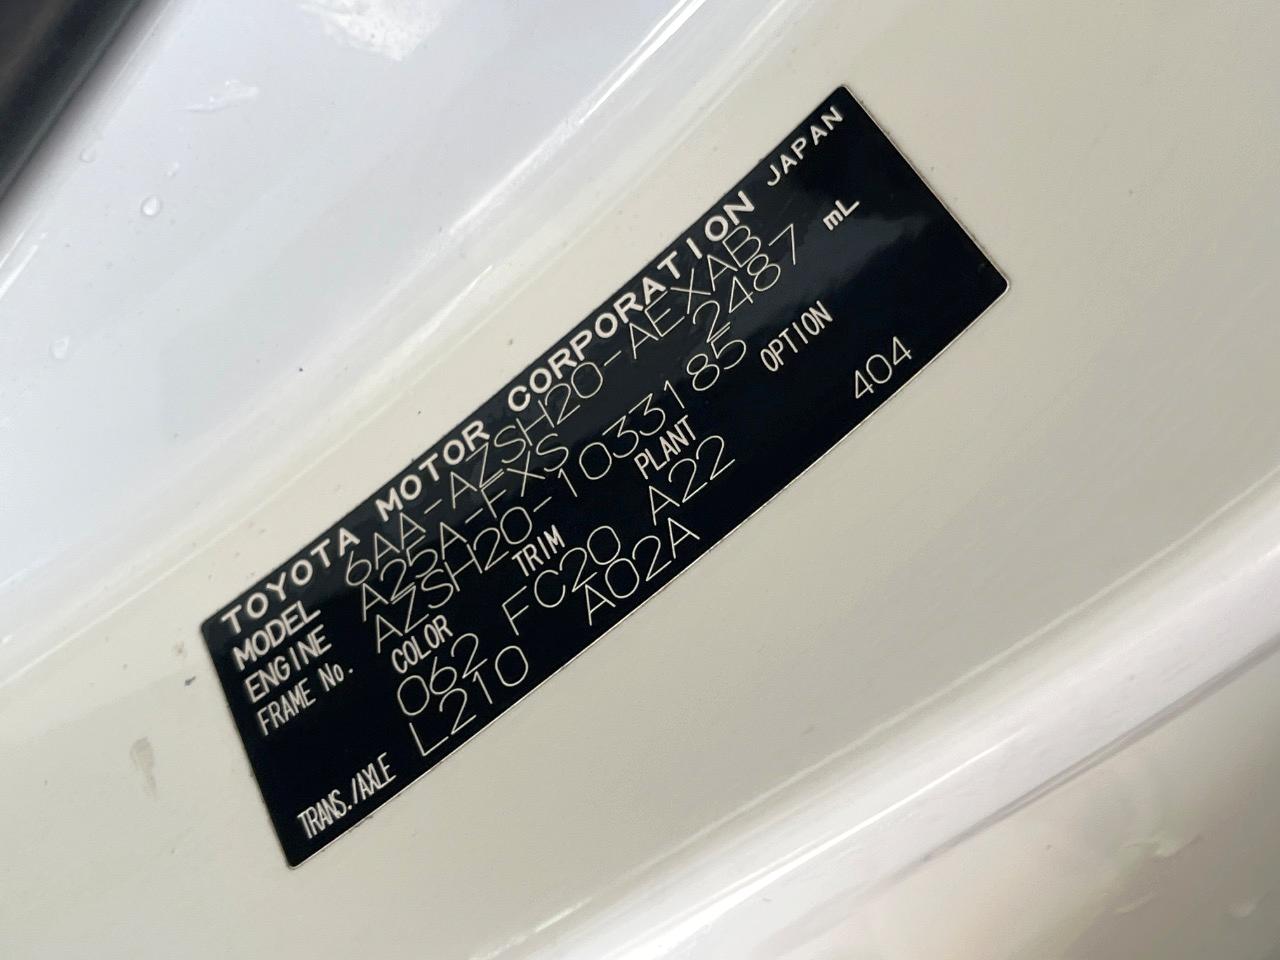 TOYOTA MOTOR CORPORATION JAPAN
MODEL 6AA-AZSH20-AEXAB
ENGINE A25A-FXS 2487 mL
FRAME No. AZSH20-1033185
COLOR TRIM PLANT OPTION
062 FC20 A22 404
TRANS./AXLE L210 A02A